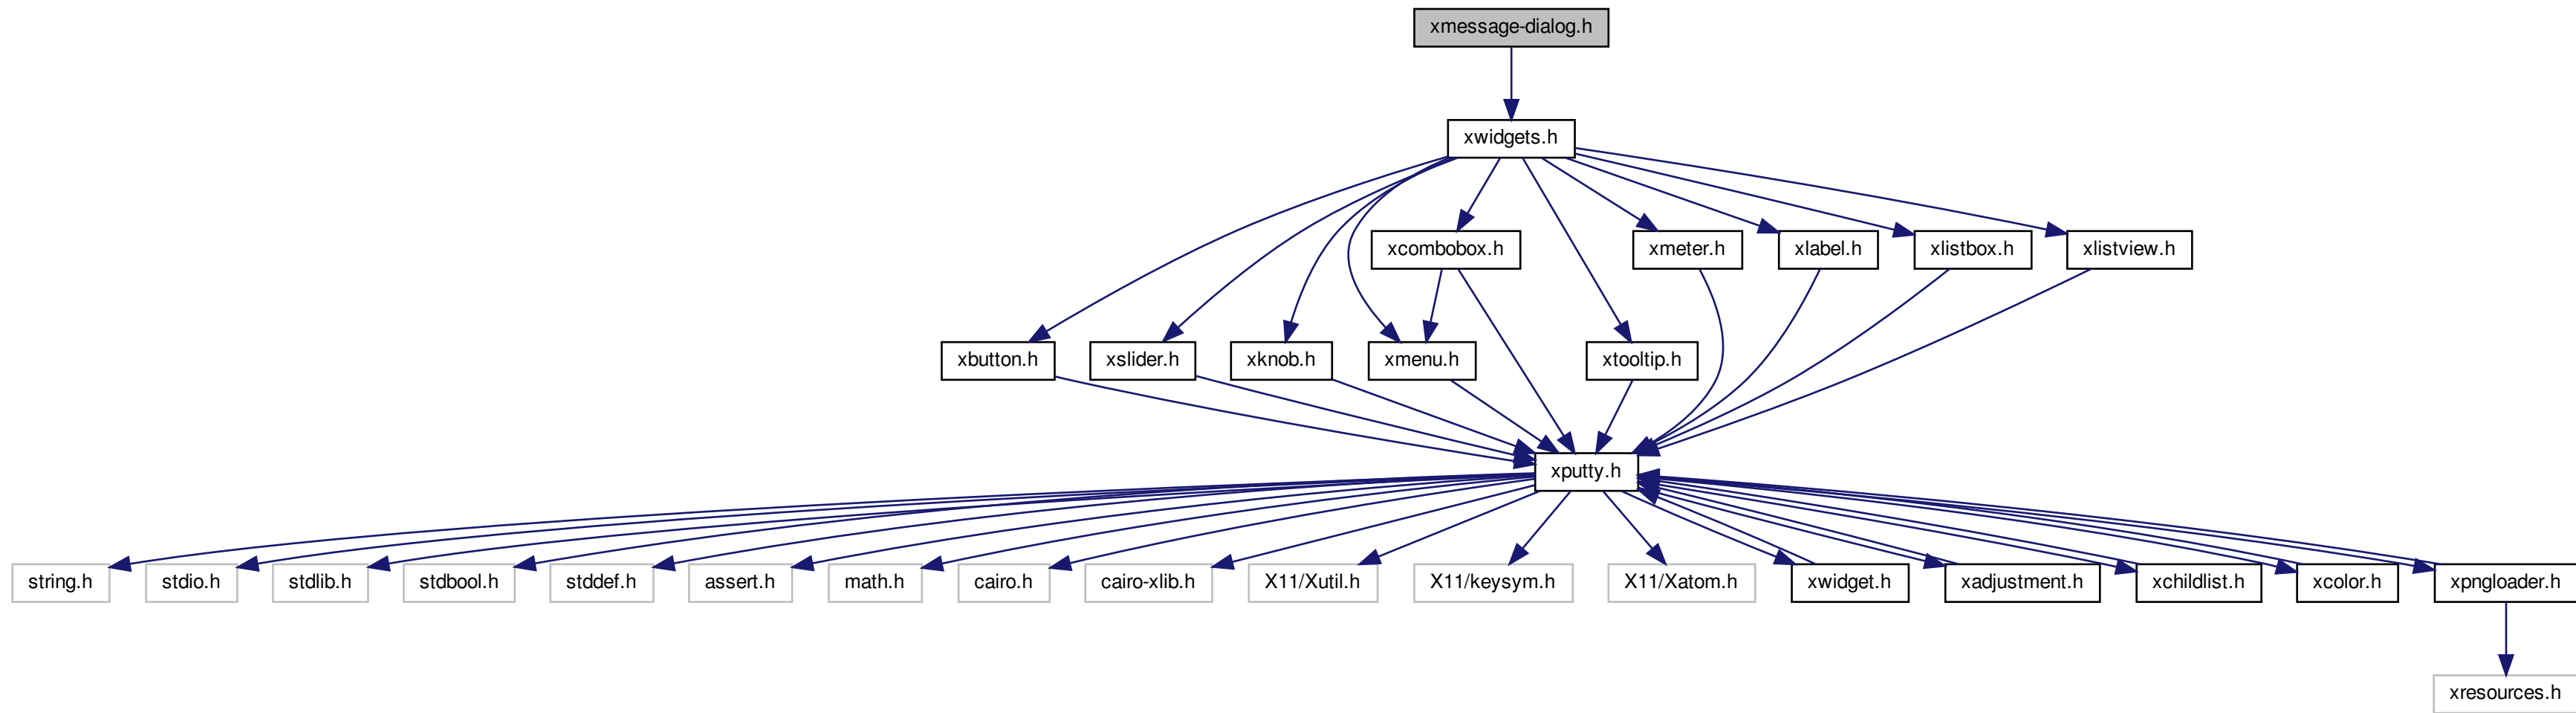 xmessage-dialog.h
xwidgets.h
xcombobox.h
xmeter.h
xlabel.h
xlistbox.h
xlistview.h
xbutton.h
xslider.h
xknob.h
xmenu.h
xtooltip.h
xputty.h
string.h
stdio.h
stdlib.h
stdbool.h
stddef.h
assert.h
math.h
cairo.h
cairo-xlib.h
X11/Xutil.h
X11/keysym.h
X11/Xatom.h
xwidget.h
xadjustment.h
xchildlist.h
xcolor.h
xpngloader.h
xresources.h